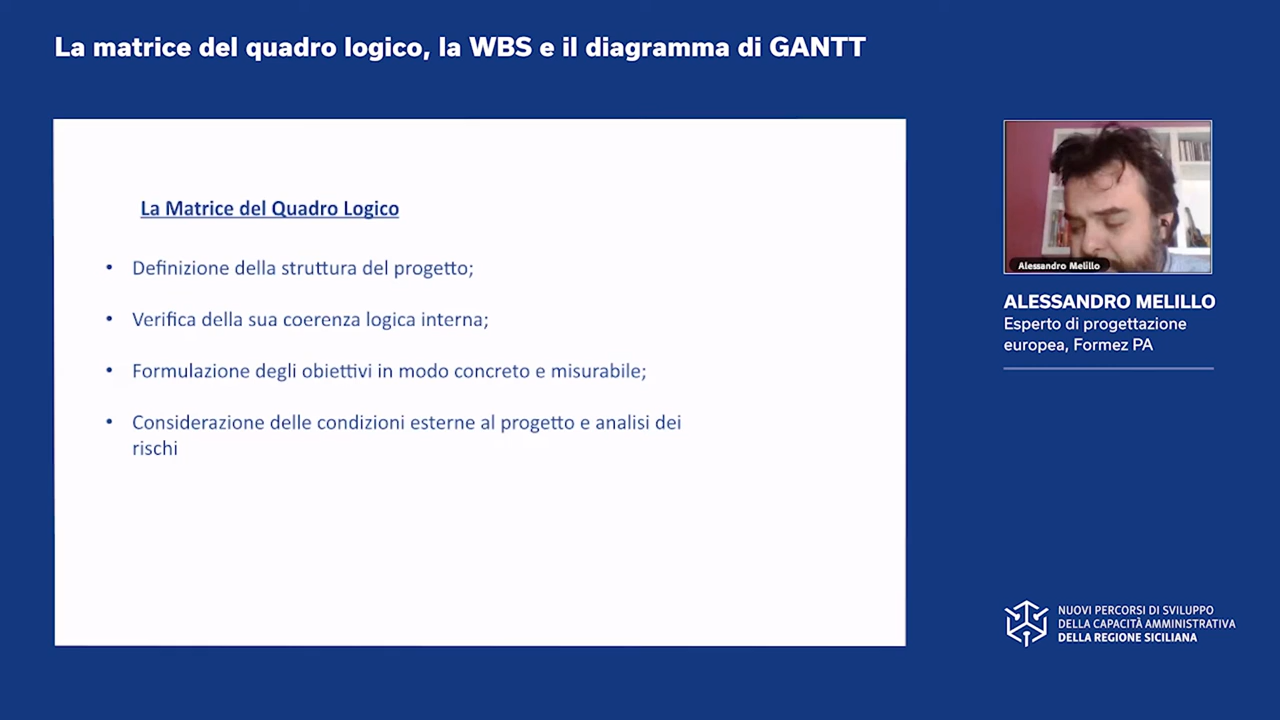 La matrice del quadro logico, la WBS e il diagramma di GANTT
La Matrice del Quadro Logico
• Definizione della struttura del progetto;
• Verifica della sua coerenza logica interna;
• Formulazione degli obiettivi in modo concreto e misurabile;
• Considerazione delle condizioni esterne al progetto e analisi dei
rischi
Alessandro Melillo
ALESSANDRO MELILLO
Esperto di progettazione
europea, Formez PA
NUOVI PERCORSI DI SVILUPPO
DELLA CAPACITÀ AMMINISTRATIVA
DELLA REGIONE SICILIANA